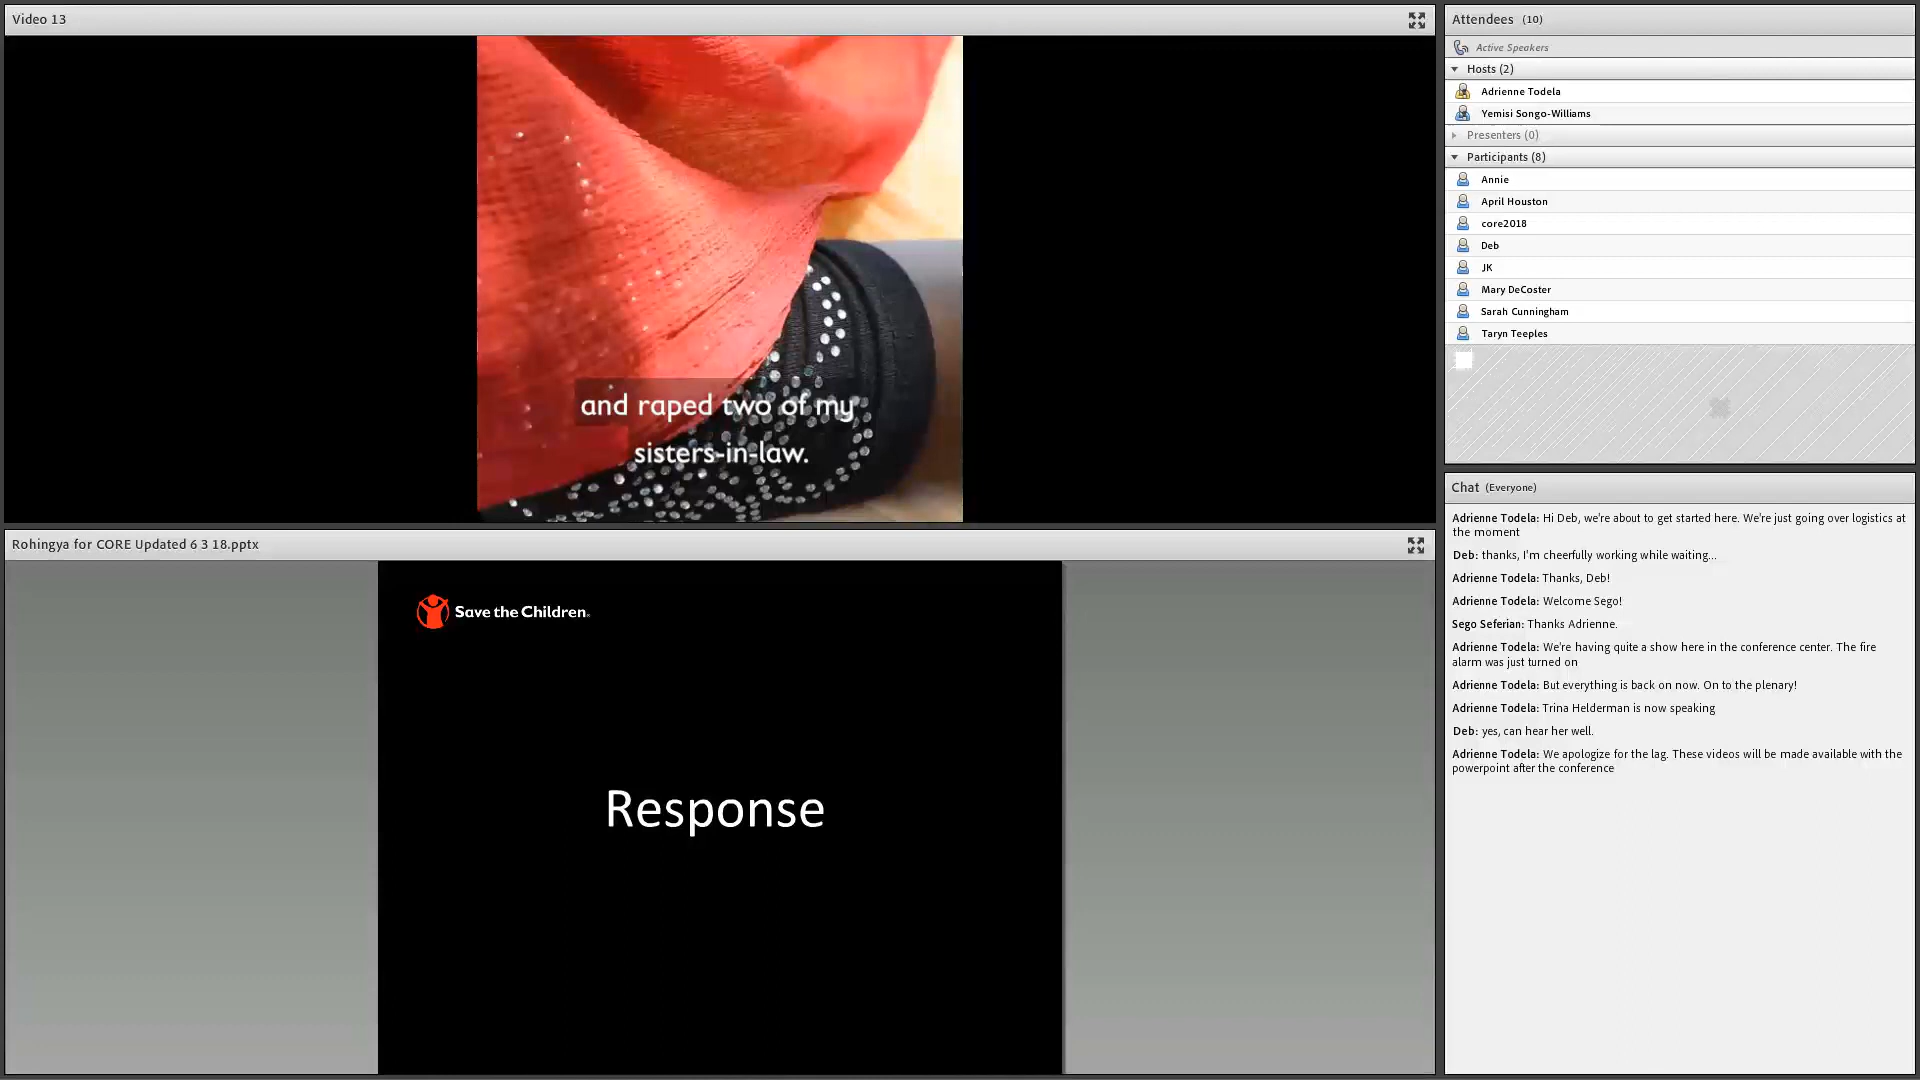 Video 13
and raped two of my
sisters-in-law.
Rohingya for CORE Updated 6 3 18.pptx
Save the Children.
Response
Attendees (10)
Active Speakers
Hosts (2)
Adrienne Todela
Yemisi Songo-Williams
Presenters (0)
Participants (8)
Annie
April Houston
core2018
Deb
JK
Mary DeCoster
Sarah Cunningham
Taryn Teeples
Chat (Everyone)
Adrienne Todela: Hi Deb, we're about to get started here. We're just going over logistics at
the moment
Deb: thanks, I'm cheerfully working while waiting...
Adrienne Todela: Thanks, Deb!
Adrienne Todela: Welcome Sego!
Sego Seferian: Thanks Adrienne.
Adrienne Todela: We're having quite a show here in the conference center. The fire
alarm was just turned on
Adrienne Todela: But everything is back on now. On to the plenary!
Adrienne Todela: Trina Helderman is now speaking
Deb: yes, can hear her well.
Adrienne Todela: We apologize for the lag. These videos will be made available with the
powerpoint after the conference